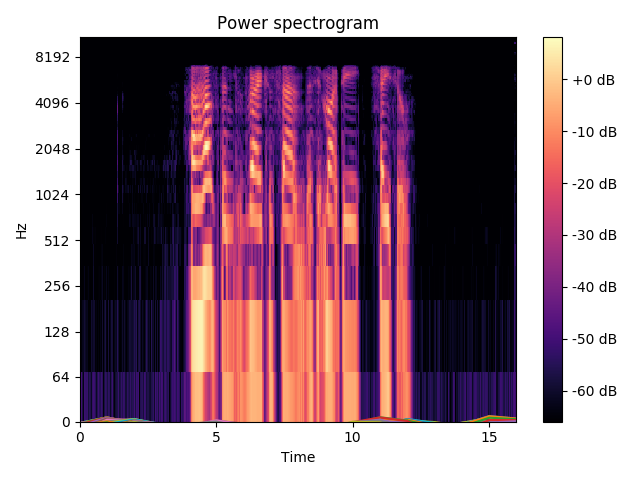 Power spectrogram
8192
4096
2048
1024
512
256
128
64
0
Hz
0 5 10 15
Time
+0 dB
-10 dB
-20 dB
-30 dB
-40 dB
-50 dB
-60 dB